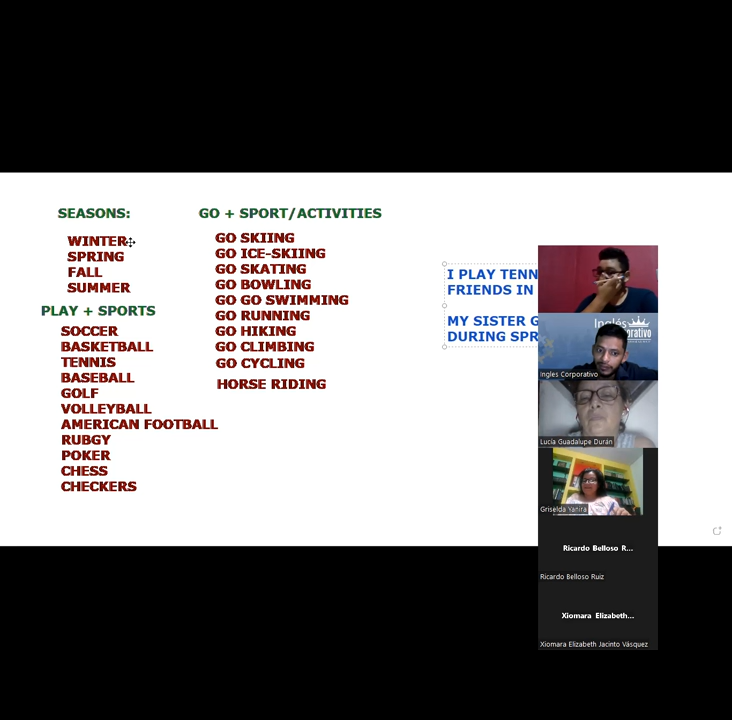 SEASONS:
WINTER
SPRING
FALL
SUMMER
PLAY + SPORTS
SOCCER
BASKETBALL
TENNIS
BASEBALL
GOLF
VOLLEYBALL
AMERICAN FOOTBALL
RUBGY
POKER
CHESS
CHECKERS
GO + SPORT/ACTIVITIES
GO SKIING
GO ICE-SKIING
GO SKATING
GO BOWLING
GO GO SWIMMING
GO RUNNING
GO HIKING
GO CLIMBING
GO CYCLING
HORSE RIDING
I PLAY TENN
FRIENDS IN
MY SISTER G
DURING SPR
Inglés
orporativo
Ingles Corporativo
Lucía Guadalupe Durán
Griselda Yanira
Ricardo Belloso R...
Ricardo Belloso Ruiz
Xiomara Elizabeth...
Xiomara Elizabeth Jacinto Vásquez